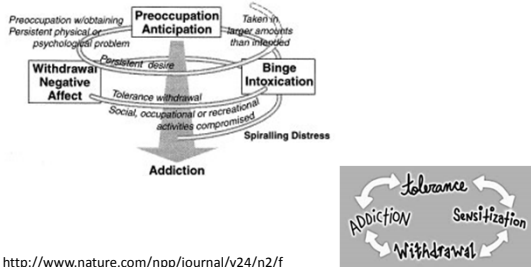 Preoccupation w/obtaining
Persistent physical or
psychological problem
Preoccupation
Anticipation
Taken in
larger amounts
than intended
Persistent desire
Withdrawal
Negative
Affect
Binge
Intoxication
Tolerance withdrawal
Social, occupational or recreational
activities compromised
Spiralling Distress
Addiction
tolerance
ADDICTION
Sensitization
Withdrawal
http://www.nature.com/npp/journal/v24/n2/f